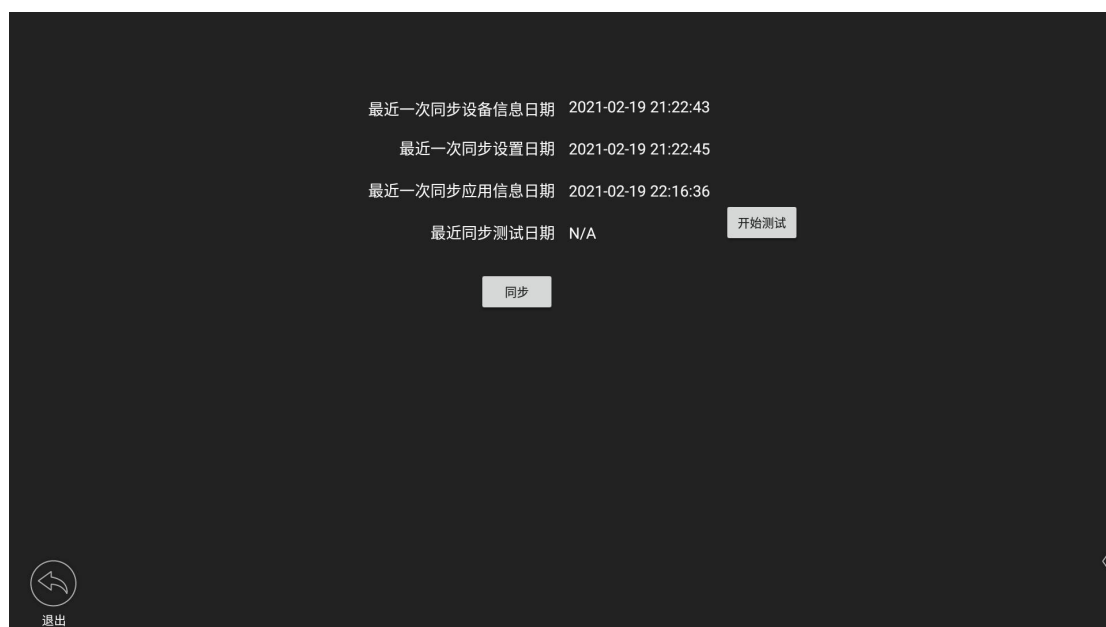 最近一次同步设备信息日期 2021-02-19 21:22:43
最近一次同步设置日期 2021-02-19 21:22:45
最近一次同步应用信息日期 2021-02-19 22:16:36
最近同步测试日期 N/A 开始测试
同步
退出